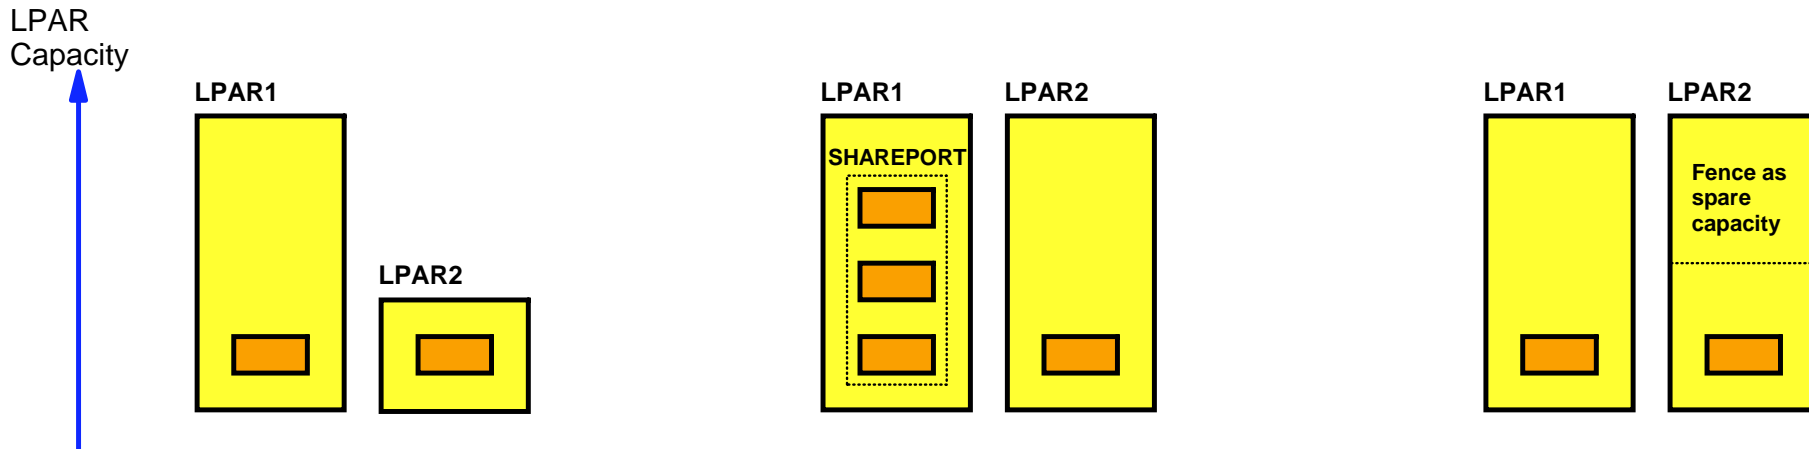 LPAR
Capacity
LPAR1
LPAR2
LPAR1
LPAR2
SHAREPORT
LPAR1
LPAR2
Fence as
spare
capacity